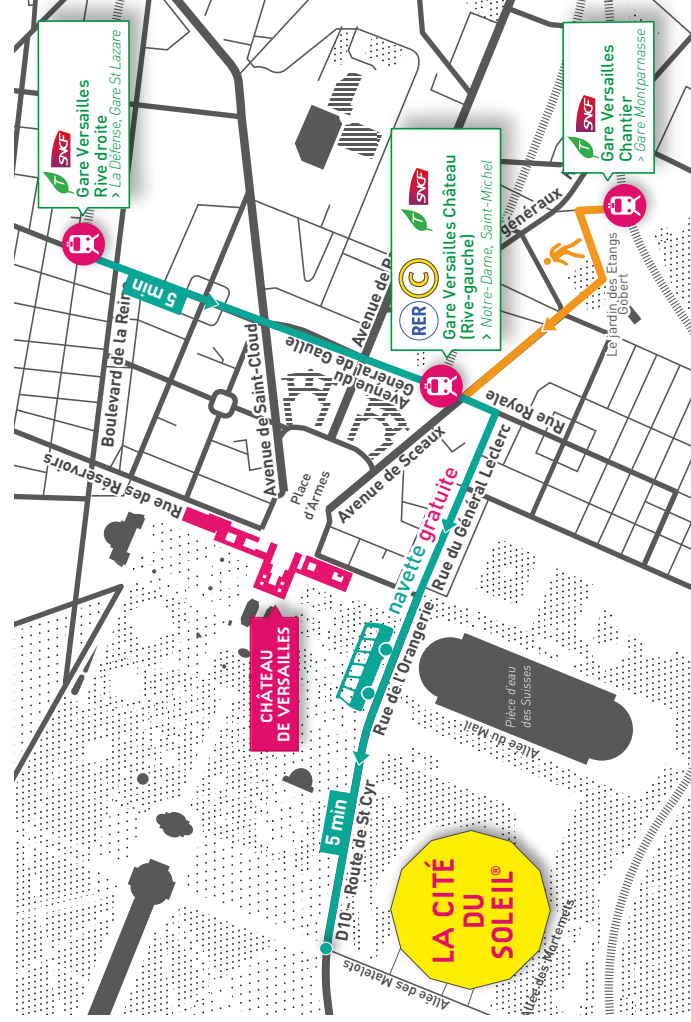 T SNCF
Gare Versailles
Rive droite
> La Défense, Gare St Lazare
RER C T SNCF
Gare Versailles Château
(Rive-gauche)
> Notre-Dame, Saint-Michel
T SNCF
Gare Versailles
Chantier
> Gare Montparnasse
5 min
Boulevard de la Reine
Rue des Réservoirs
Avenue de Saint-Cloud
Avenue du
Général de Gaulle
Avenue de
généraux
Place
d'Armes
Avenue de Sceaux
Le jardin des Etangs
Gobert
Rue Royale
Rue du Général Leclerc
navette gratuite
Rue de l'Orangerie
CHÂTEAU
DE VERSAILLES
Pièce d'eau
des Suisses
Allée du Mail
5 min
D10 - Route de St Cyr
LA CITÉ
DU
SOLEIL®
Allée des Matelots
Allée des Mortemets